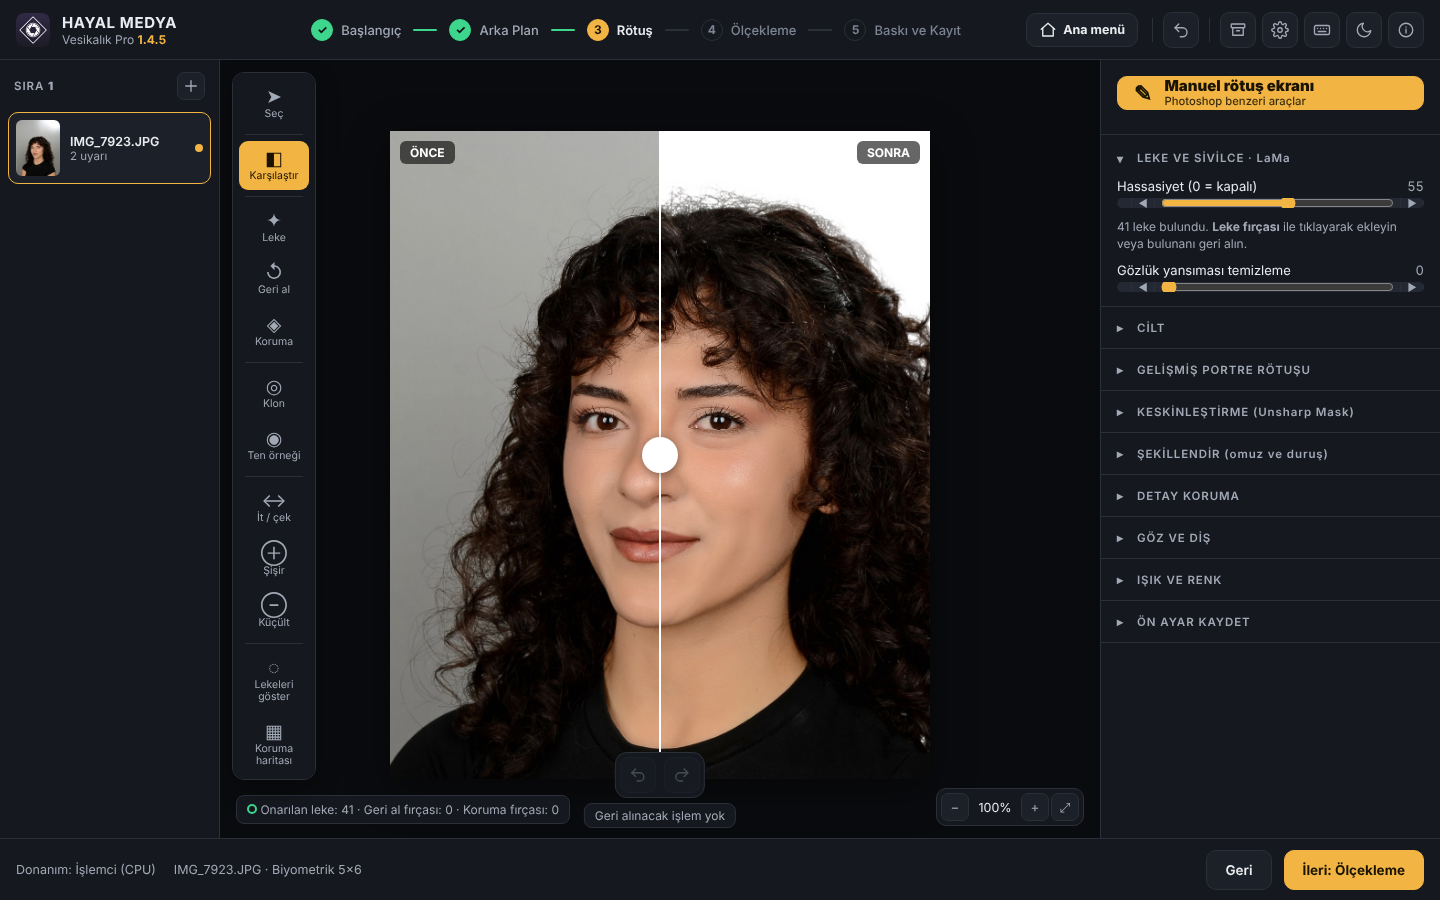 HAYAL MEDYA
Vesikalık Pro 1.4.5
Başlangıç
Arka Plan
3 Rötuş
4 Ölçekleme
5 Baskı ve Kayıt
Ana menü
SIRA 1
IMG_7923.JPG
2 uyarı
Seç
Karşılaştır
Leke
Geri al
Koruma
Klon
Ten örneği
İt / çek
Şişir
Küçült
Lekeleri
göster
Koruma
haritası
ÖNCE
SONRA
Onarılan leke: 41 · Geri al fırçası: 0 · Koruma fırçası: 0
Geri alınacak işlem yok
− 100% +
Manuel rötuş ekranı
Photoshop benzeri araçlar
LEKE VE SİVİLCE · LaMa
Hassasiyet (0 = kapalı) 55
41 leke bulundu. Leke fırçası ile tıklayarak ekleyin
veya bulunanı geri alın.
Gözlük yansıması temizleme 0
CİLT
GELİŞMİŞ PORTRE RÖTUŞU
KESKİNLEŞTİRME (Unsharp Mask)
ŞEKİLLENDİR (omuz ve duruş)
DETAY KORUMA
GÖZ VE DİŞ
IŞIK VE RENK
ÖN AYAR KAYDET
Donanım: İşlemci (CPU) IMG_7923.JPG · Biyometrik 5×6
Geri
İleri: Ölçekleme